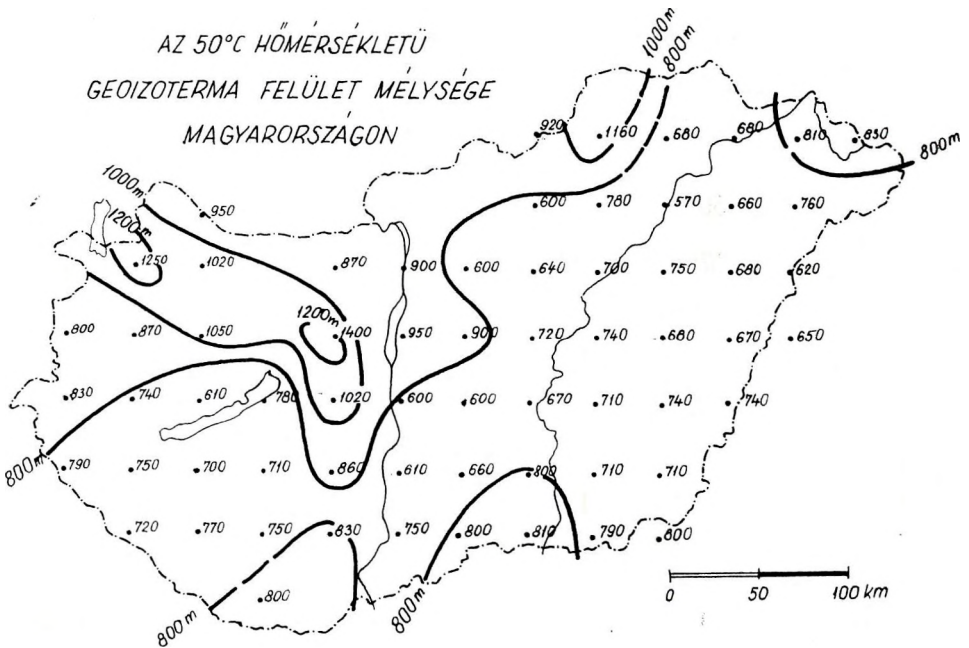 AZ 50°C HŐMÉRSÉKLETÜ
GEOIZOTERMA FELÜLET MÉLYSÉGE
MAGYARORSZÁGON
1000m
800m
920 1160 680 680 810 830
800m
1000m
950 600 780 570 660 760
1200m
1250 1020 870 900 600 640 700 750 680 620
1200m
800 870 1050 1400 950 900 720 740 680 670 650
830 740 610 780 1020 600 600 670 710 740 740
800m
790 750 700 710 860 610 660 800 710 710
720 770 750 830 750 800 810 790 800
800
800m
800m
0 50 100 km